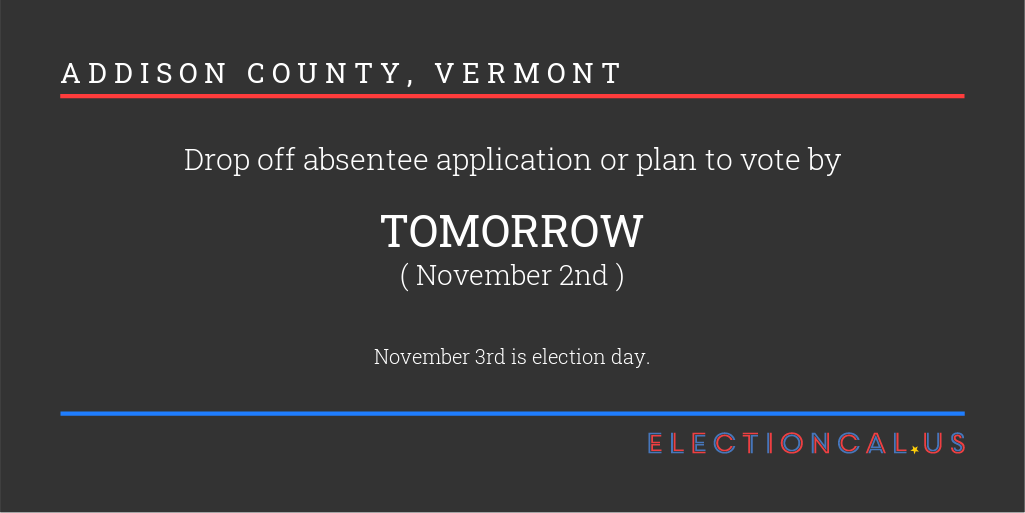 ADDISON COUNTY, VERMONT
Drop off absentee application or plan to vote by
TOMORROW
( November 2nd )
November 3rd is election day.
ELECTIONCAL.US